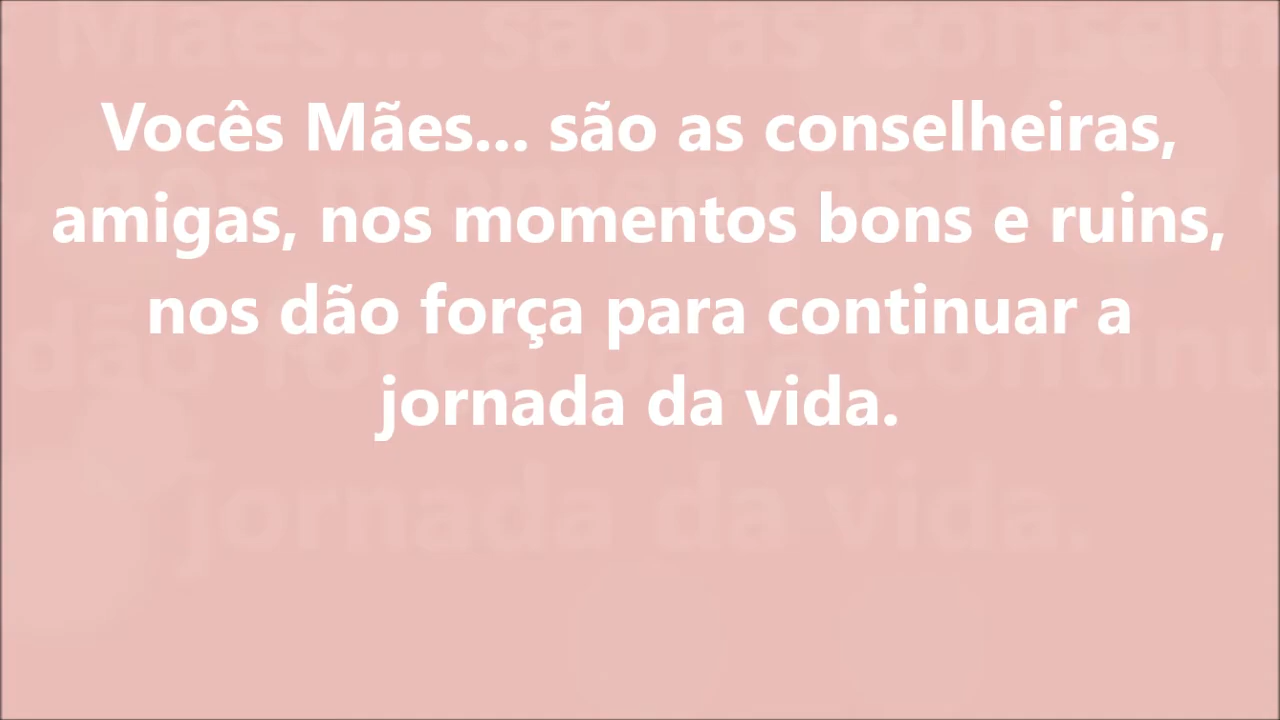 Vocês Mães... são as conselheiras,
amigas, nos momentos bons e ruins,
nos dão força para continuar a
jornada da vida.